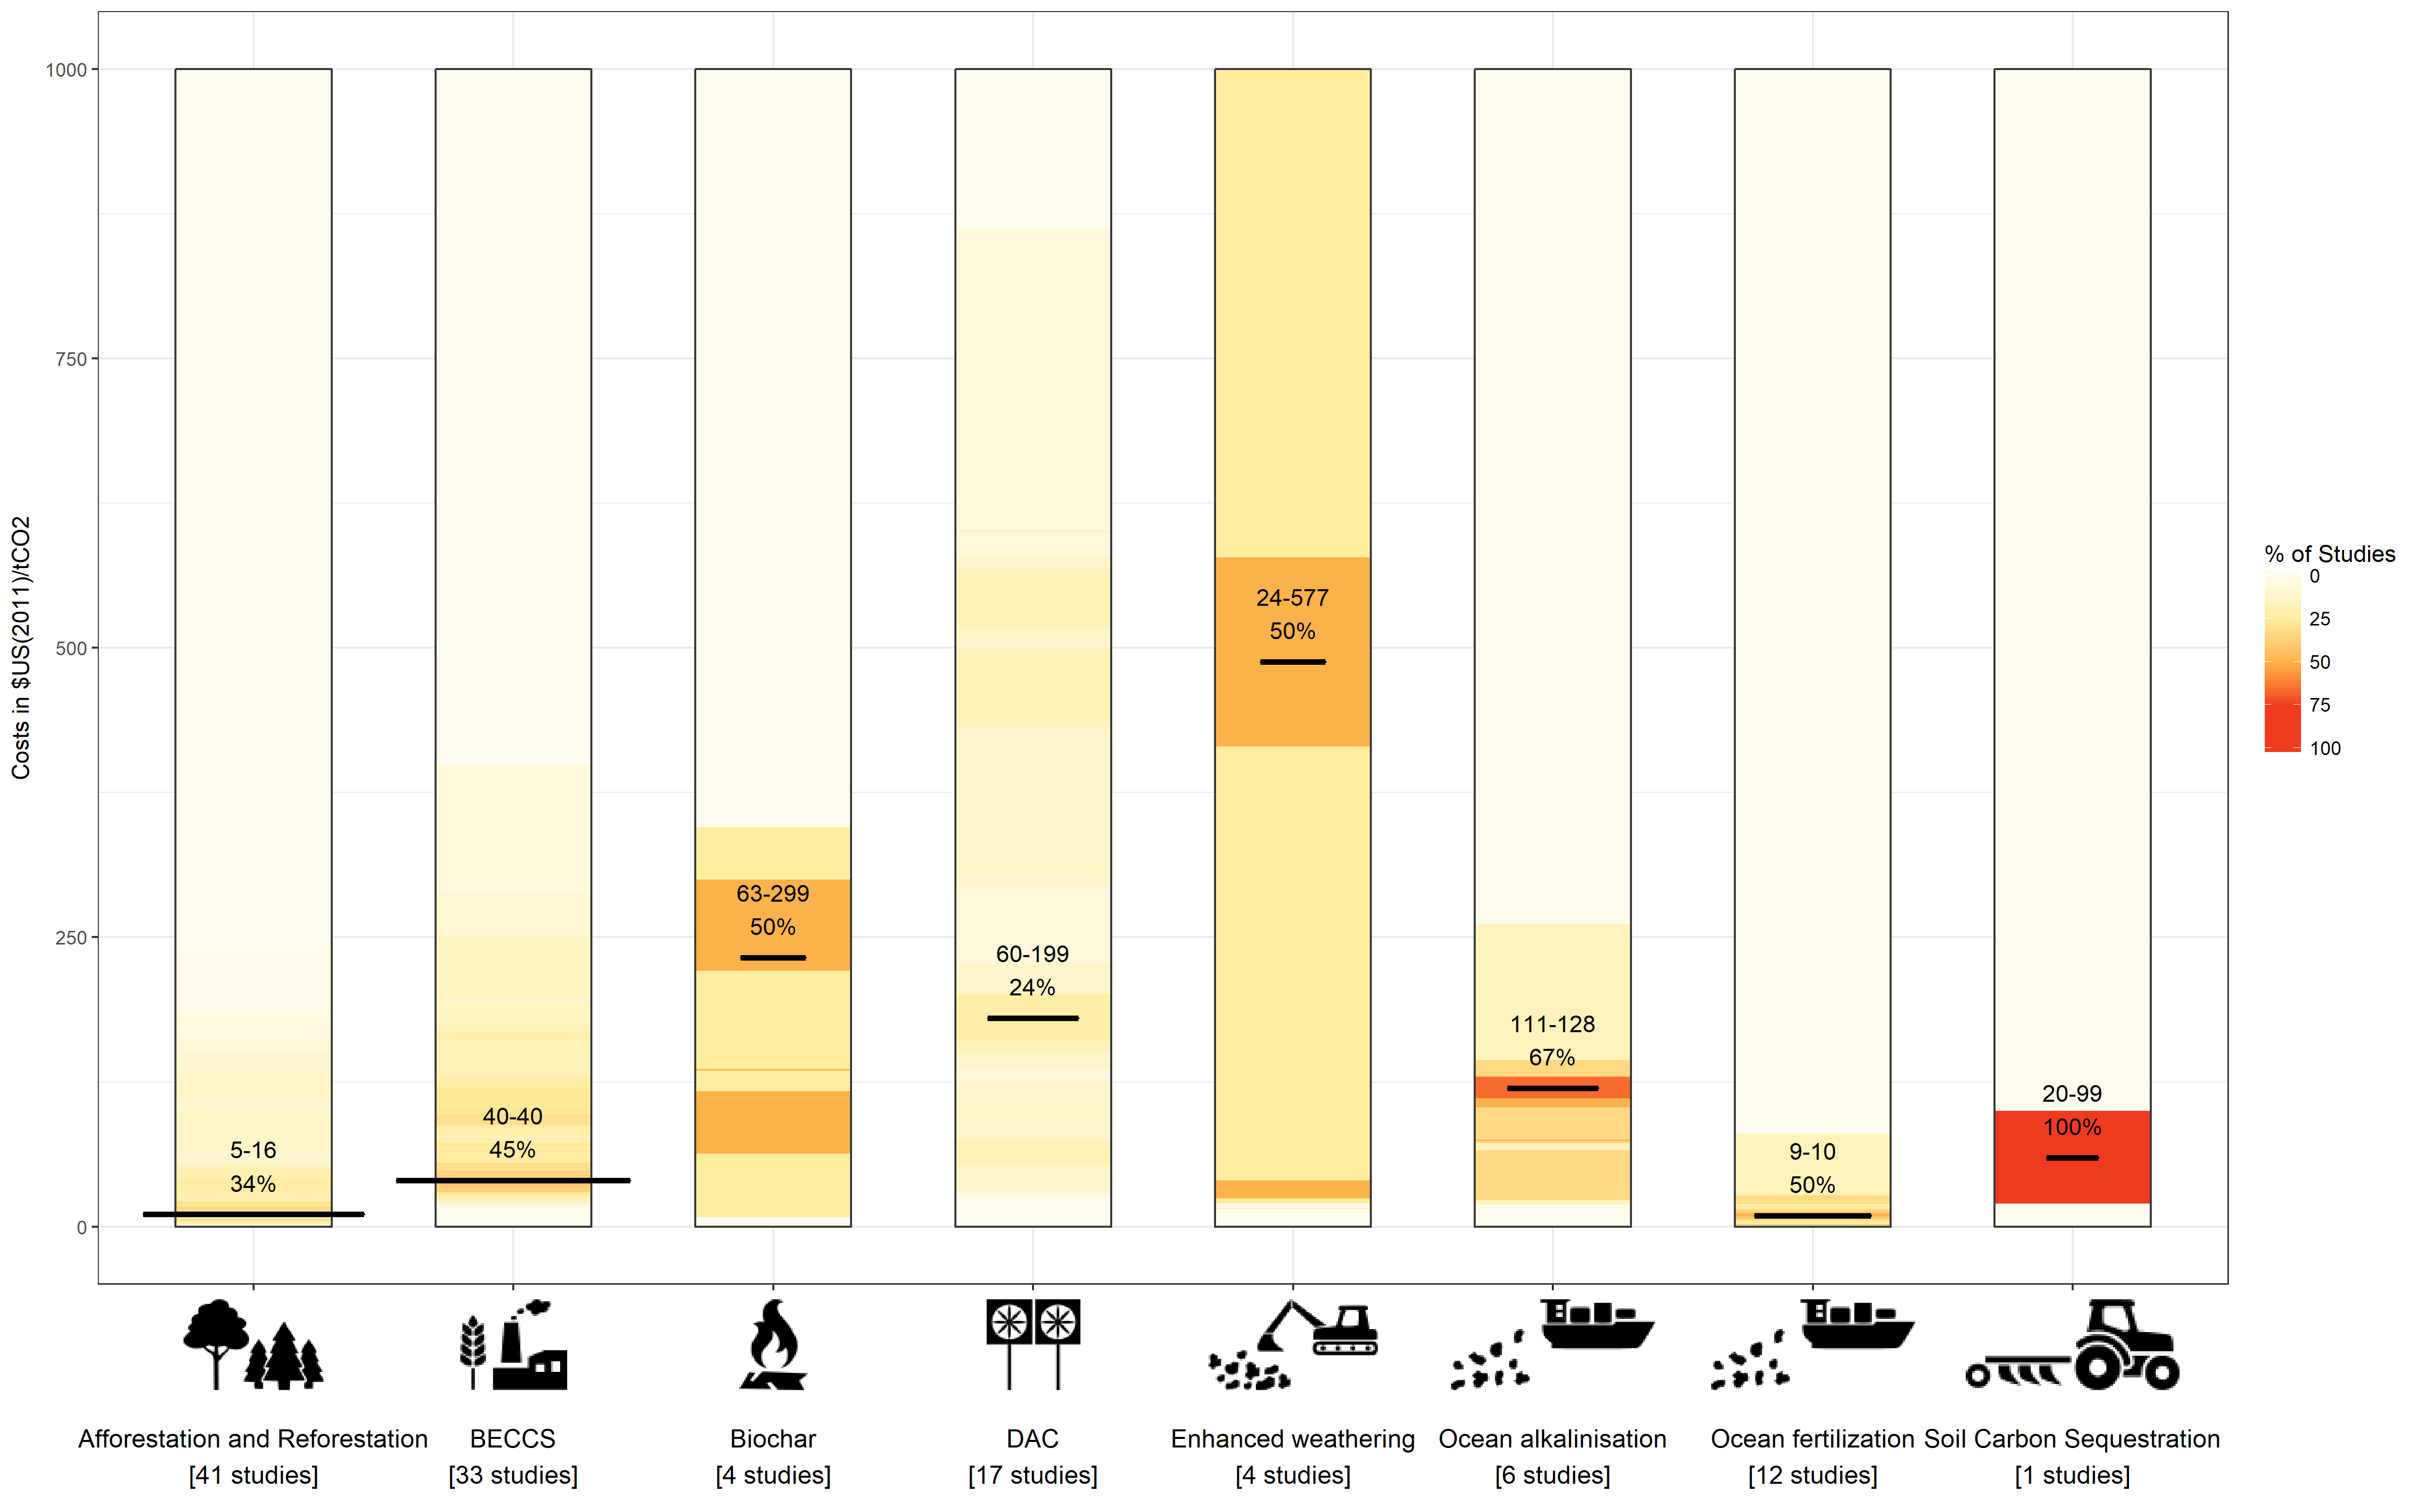 1000
750
500
250
0
Costs in $US(2011)/tCO2
5-16
34%
40-40
45%
63-299
50%
60-199
24%
24-577
50%
111-128
67%
9-10
50%
20-99
100%
% of Studies
0
25
50
75
100
Afforestation and Reforestation
[41 studies]
BECCS
[33 studies]
Biochar
[4 studies]
DAC
[17 studies]
Enhanced weathering
[4 studies]
Ocean alkalinisation
[6 studies]
Ocean fertilization
[12 studies]
Soil Carbon Sequestration
[1 studies]